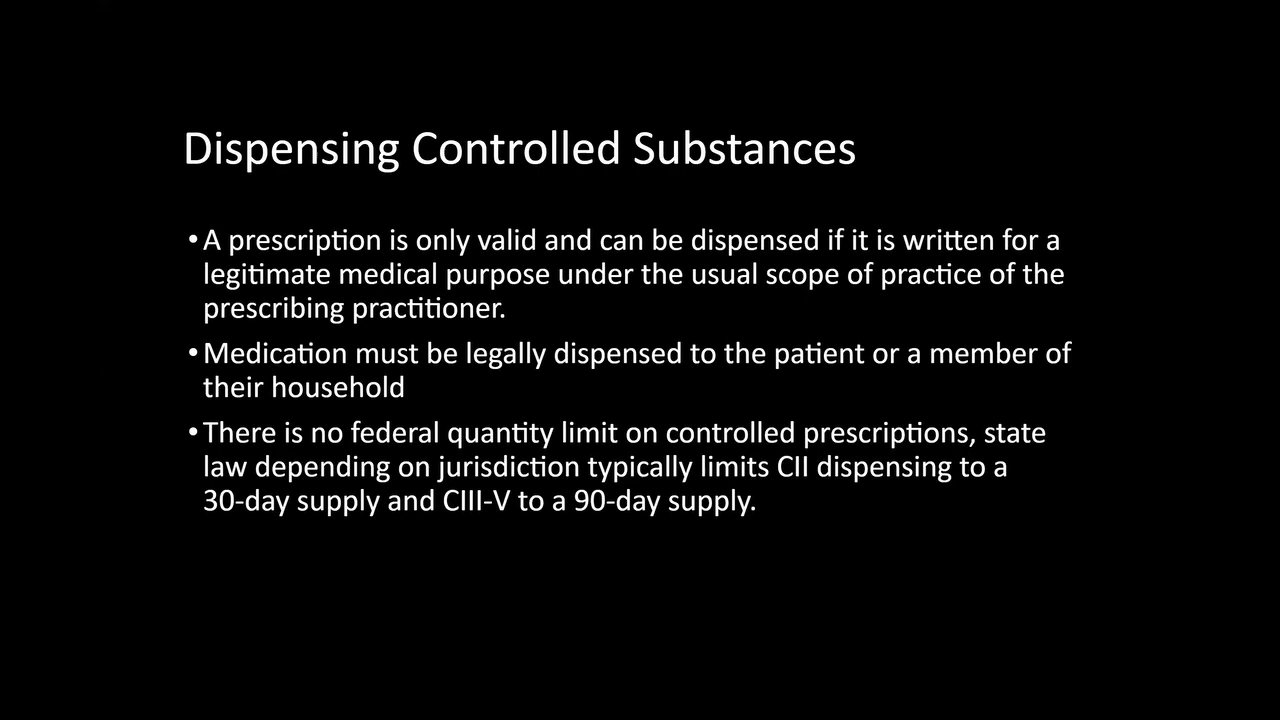 Dispensing Controlled Substances
•A prescription is only valid and can be dispensed if it is written for a
legitimate medical purpose under the usual scope of practice of the
prescribing practitioner.
•Medication must be legally dispensed to the patient or a member of
their household
•There is no federal quantity limit on controlled prescriptions, state
law depending on jurisdiction typically limits CII dispensing to a
30-day supply and CIII-V to a 90-day supply.